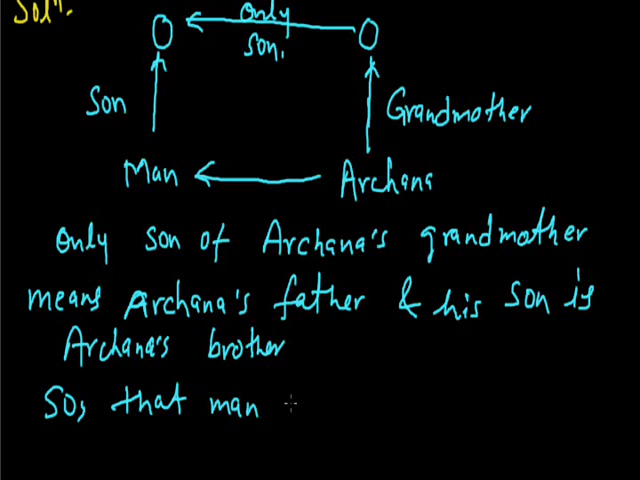 Solⁿ.
Only
son.
Son
Grandmother
Man
Archana
Only son of Archana's grandmother
means Archana's father & his son is
Archana's brother
So, that man